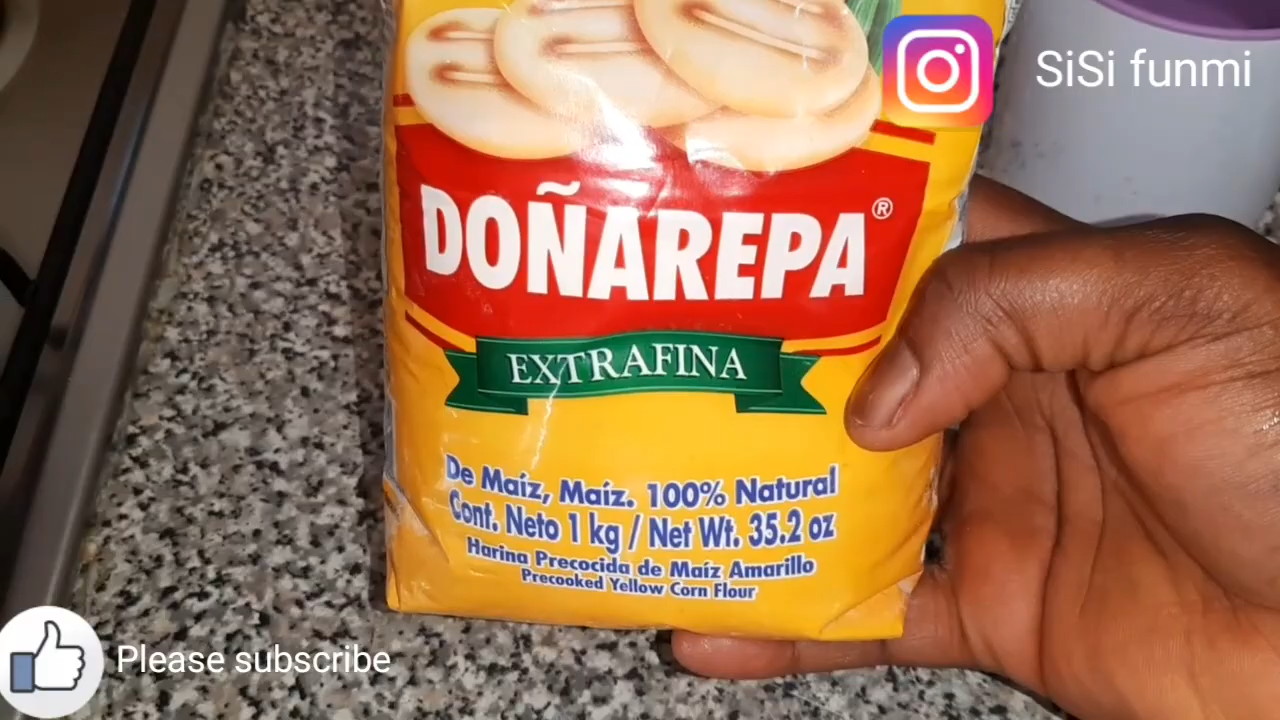 SiSi funmi
DOÑAREPA®
EXTRAFINA
De Maíz, Maíz. 100% Natural
Cont. Neto 1 kg / Net Wt. 35.2 oz
Harina Precocida de Maíz Amarillo
Precooked Yellow Corn Flour
Please subscribe